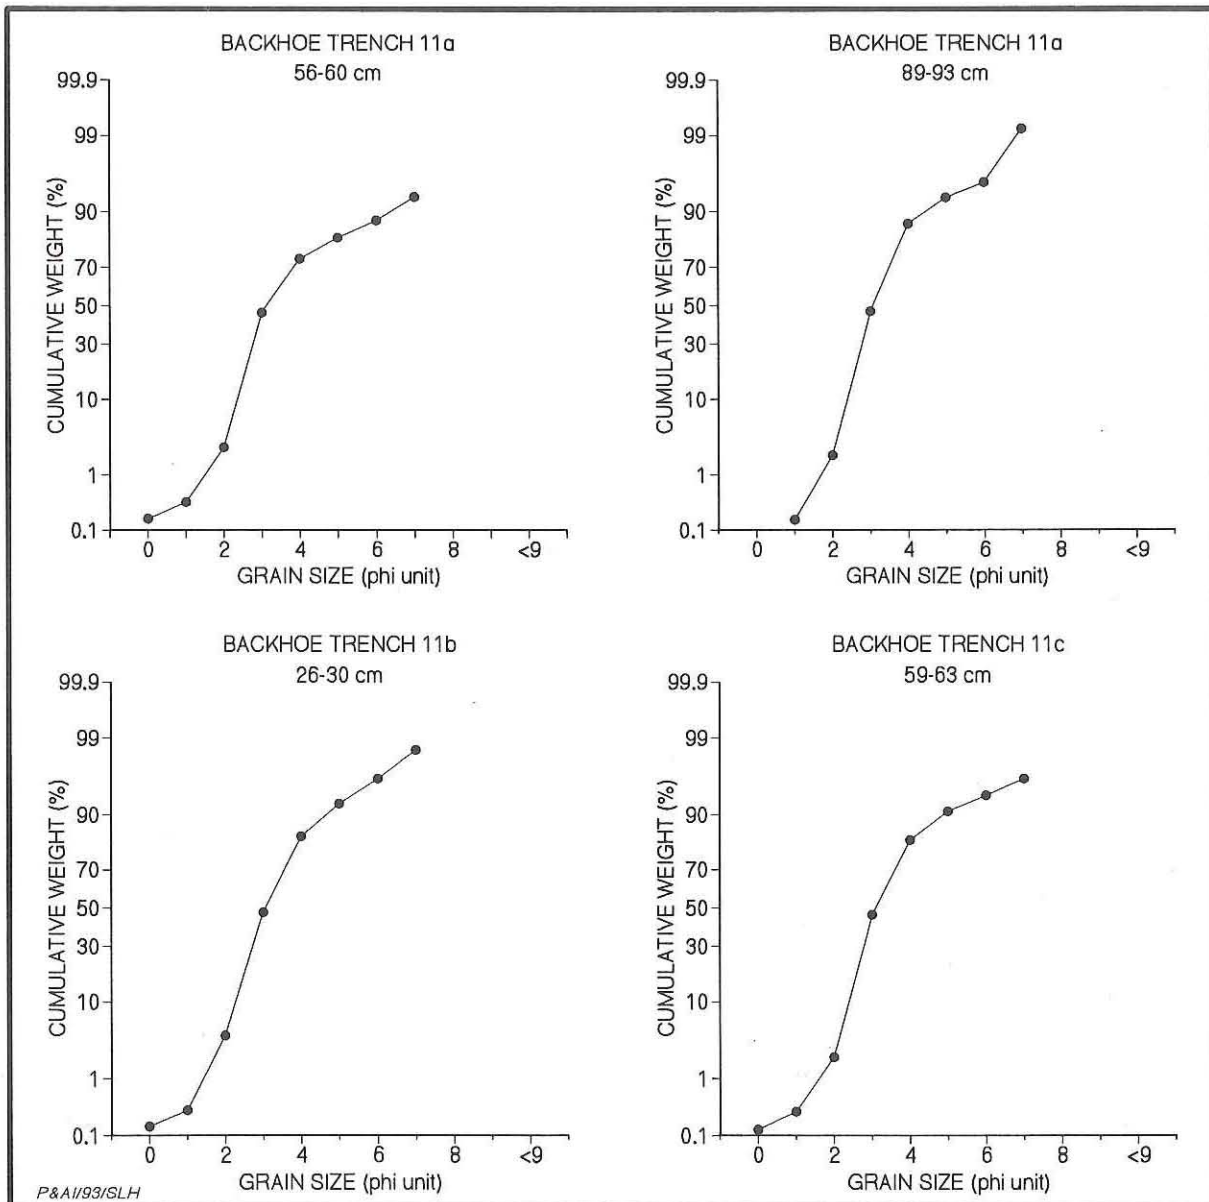 BACKHOE TRENCH 11a
56-60 cm
99.9
99
90
70
50
30
10
1
0.1
CUMULATIVE WEIGHT (%)
0 2 4 6 8 <9
GRAIN SIZE (phi unit)
BACKHOE TRENCH 11a
89-93 cm
99.9
99
90
70
50
30
10
1
0.1
CUMULATIVE WEIGHT (%)
0 2 4 6 8 <9
GRAIN SIZE (phi unit)
BACKHOE TRENCH 11b
26-30 cm
99.9
99
90
70
50
30
10
1
0.1
CUMULATIVE WEIGHT (%)
0 2 4 6 8 <9
GRAIN SIZE (phi unit)
BACKHOE TRENCH 11c
59-63 cm
99.9
99
90
70
50
30
10
1
0.1
CUMULATIVE WEIGHT (%)
0 2 4 6 8 <9
GRAIN SIZE (phi unit)
P&AI/93/SLH